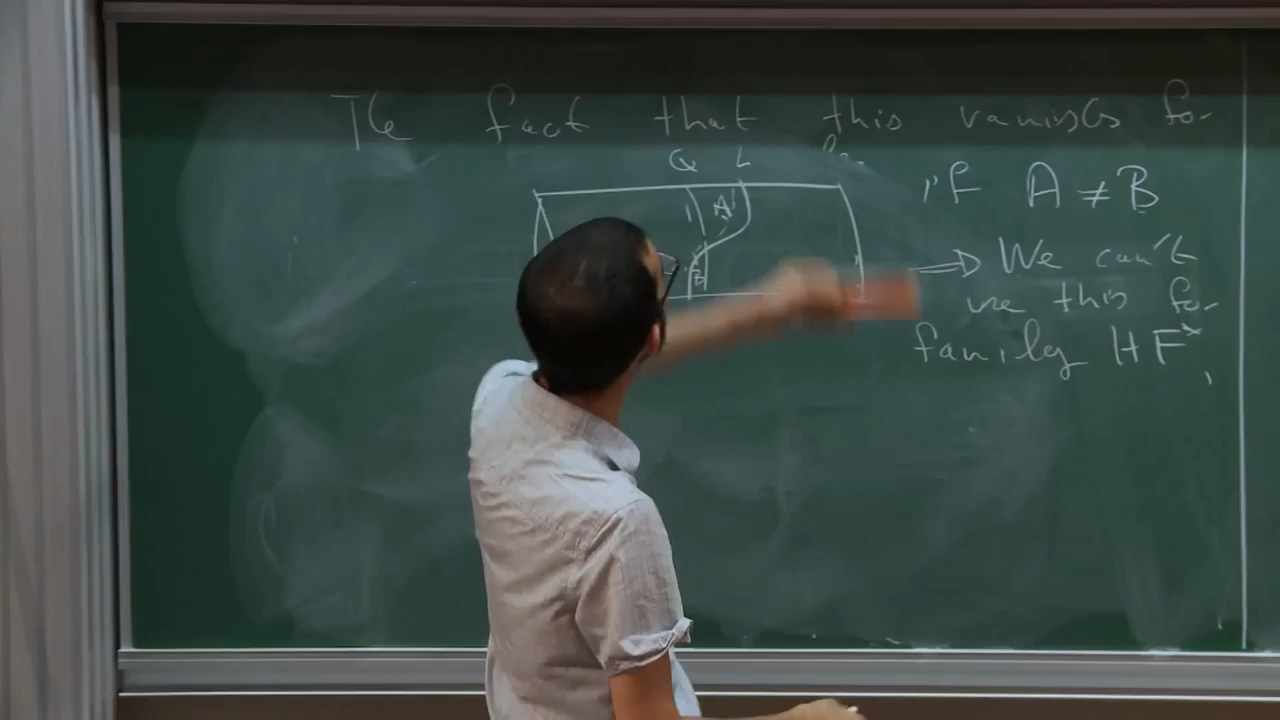 The fact that this vanishes for
Q L
A
B
if A ≠ B
⟹ We can't
use this for
family HF*,